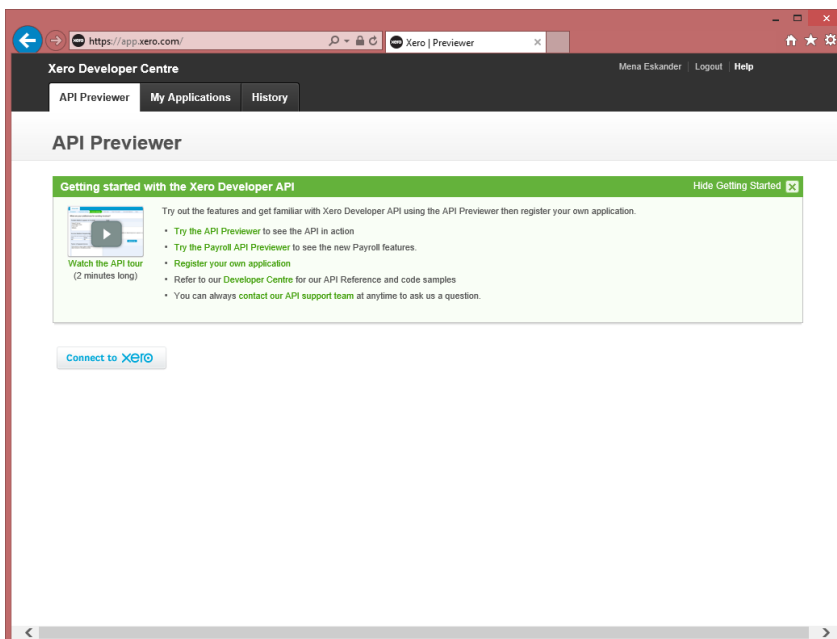 https://app.xero.com/
Xero | Previewer
Xero Developer Centre
Mena Eskander | Logout | Help
API Previewer
My Applications
History
API Previewer
Getting started with the Xero Developer API
Hide Getting Started
Watch the API tour
(2 minutes long)
Try out the features and get familiar with Xero Developer API using the API Previewer then register your own application.
• Try the API Previewer to see the API in action
• Try the Payroll API Previewer to see the new Payroll features.
• Register your own application
• Refer to our Developer Centre for our API Reference and code samples
• You can always contact our API support team at anytime to ask us a question.
Connect to xero